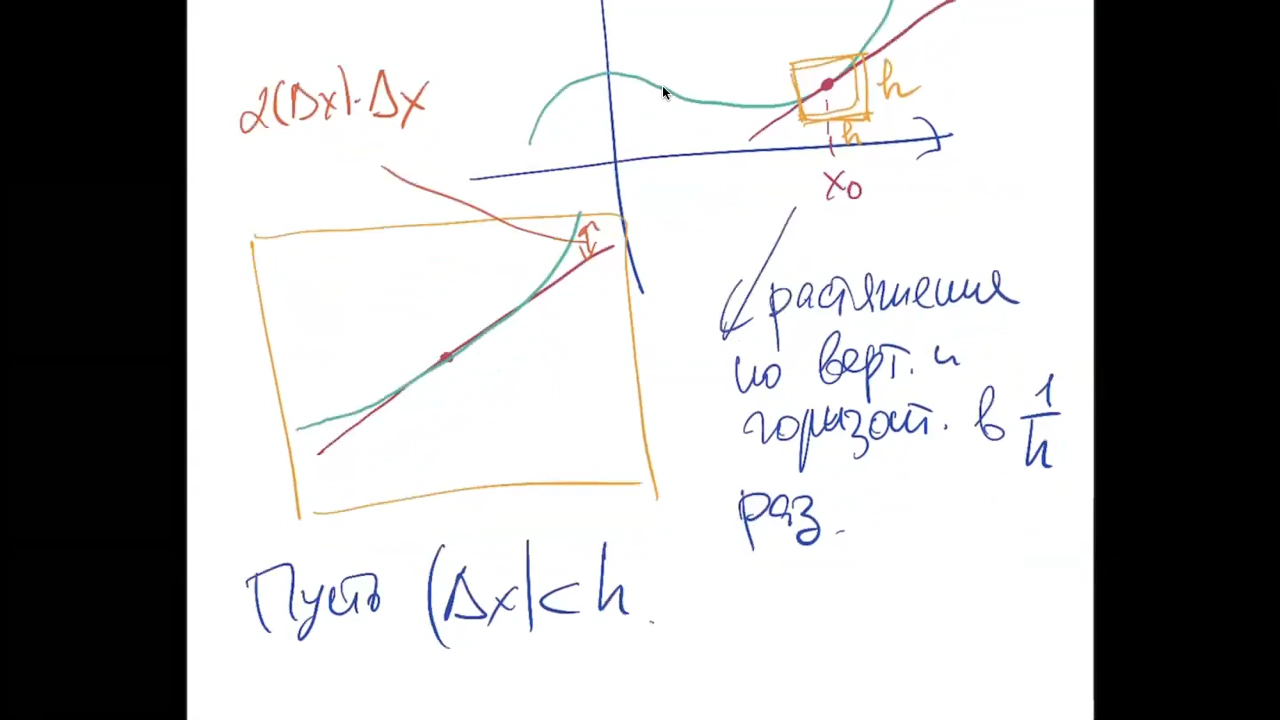 α(Δx)·Δx
h
h
x₀
растяжение
по верт. и
горизонт. в 1/h
раз.
Пусть |Δx| < h.